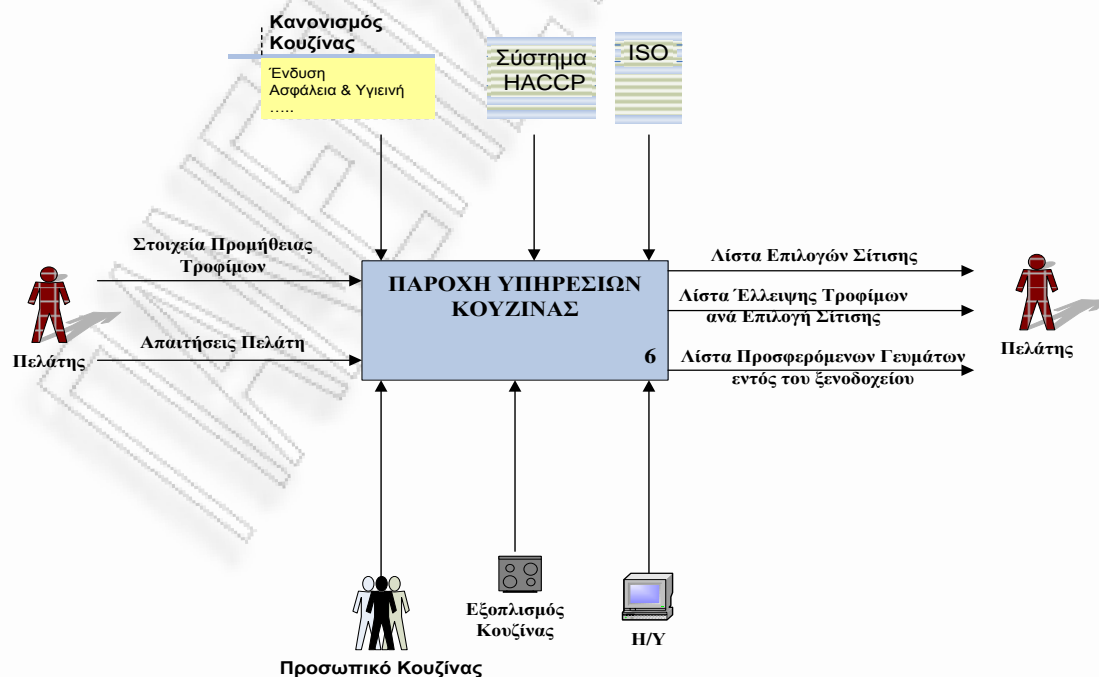 Κανονισμός
Κουζίνας
Ένδυση
Ασφάλεια & Υγιεινή
.....
Σύστημα
HACCP
ISO
Στοιχεία Προμήθειας
Τροφίμων
Πελάτης
Απαιτήσεις Πελάτη
ΠΑΡΟΧΗ ΥΠΗΡΕΣΙΩΝ
ΚΟΥΖΙΝΑΣ
6
Λίστα Επιλογών Σίτισης
Λίστα Έλλειψης Τροφίμων
ανά Επιλογή Σίτισης
Λίστα Προσφερόμενων Γευμάτων
εντός του ξενοδοχείου
Πελάτης
Προσωπικό Κουζίνας
Εξοπλισμός
Κουζίνας
Η/Υ